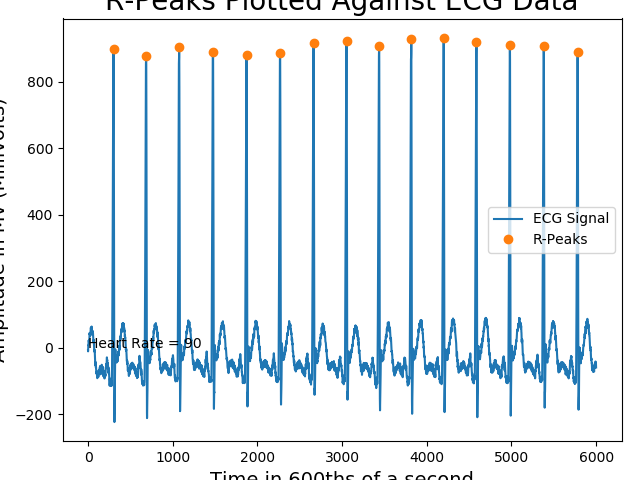 R-Peaks Plotted Against ECG Data
Amplitude in MV (Millivolts)
800
600
400
200
0
−200
ECG Signal
R-Peaks
Heart Rate = 90
0 1000 2000 3000 4000 5000 6000
Time in 600ths of a second